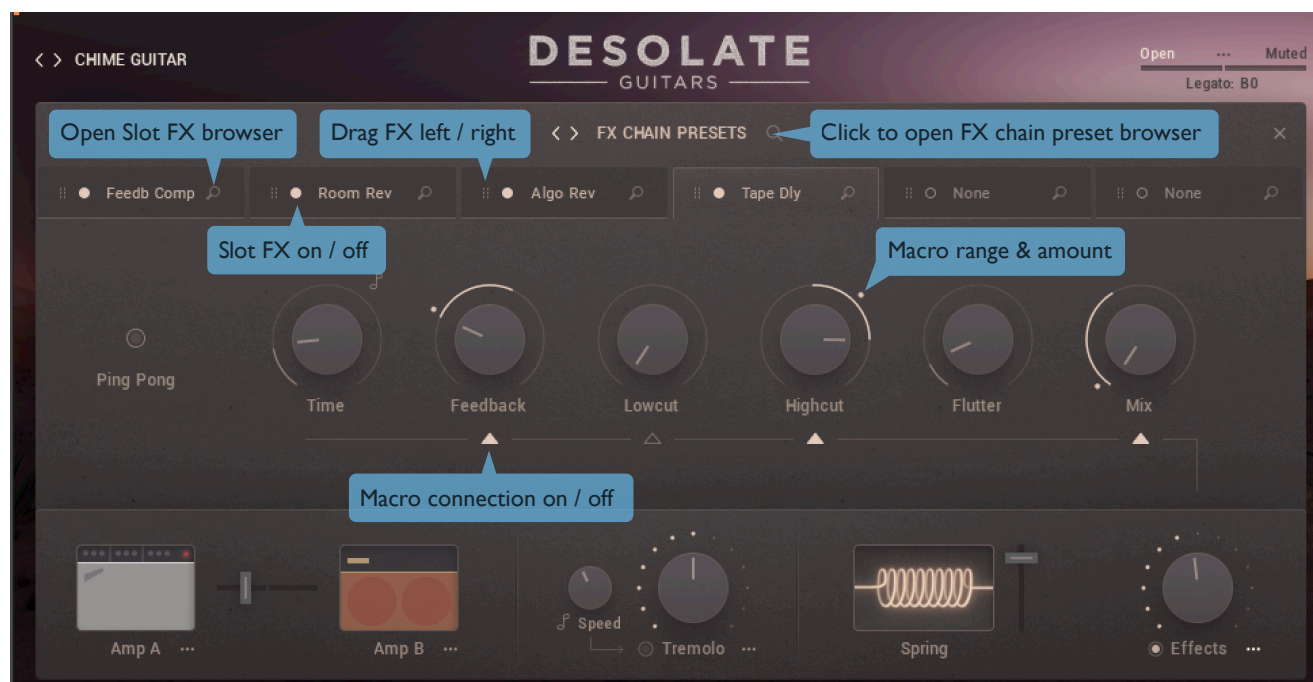 CHIME GUITAR
DESOLATE
GUITARS
Open ... Muted
Legato: B0
Open Slot FX browser
Drag FX left / right
FX CHAIN PRESETS
Click to open FX chain preset browser
Feedb Comp
Room Rev
Algo Rev
Tape Dly
None
None
Slot FX on / off
Macro range & amount
Ping Pong
Time
Feedback
Lowcut
Highcut
Flutter
Mix
Macro connection on / off
Amp A ...
Amp B ...
Speed
Tremolo ...
Spring
Effects ...